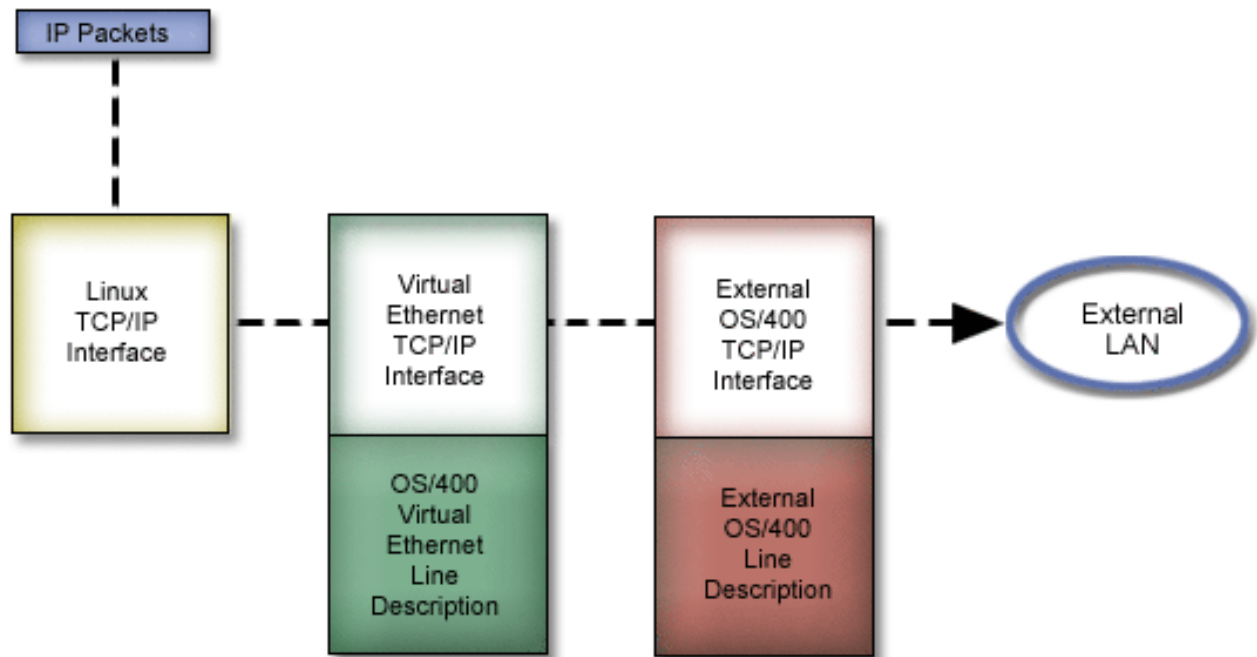 IP Packets
Linux
TCP/IP
Interface
Virtual
Ethernet
TCP/IP
Interface
External
OS/400
TCP/IP
Interface
External
LAN
OS/400
Virtual
Ethernet
Line
Description
External
OS/400
Line
Description